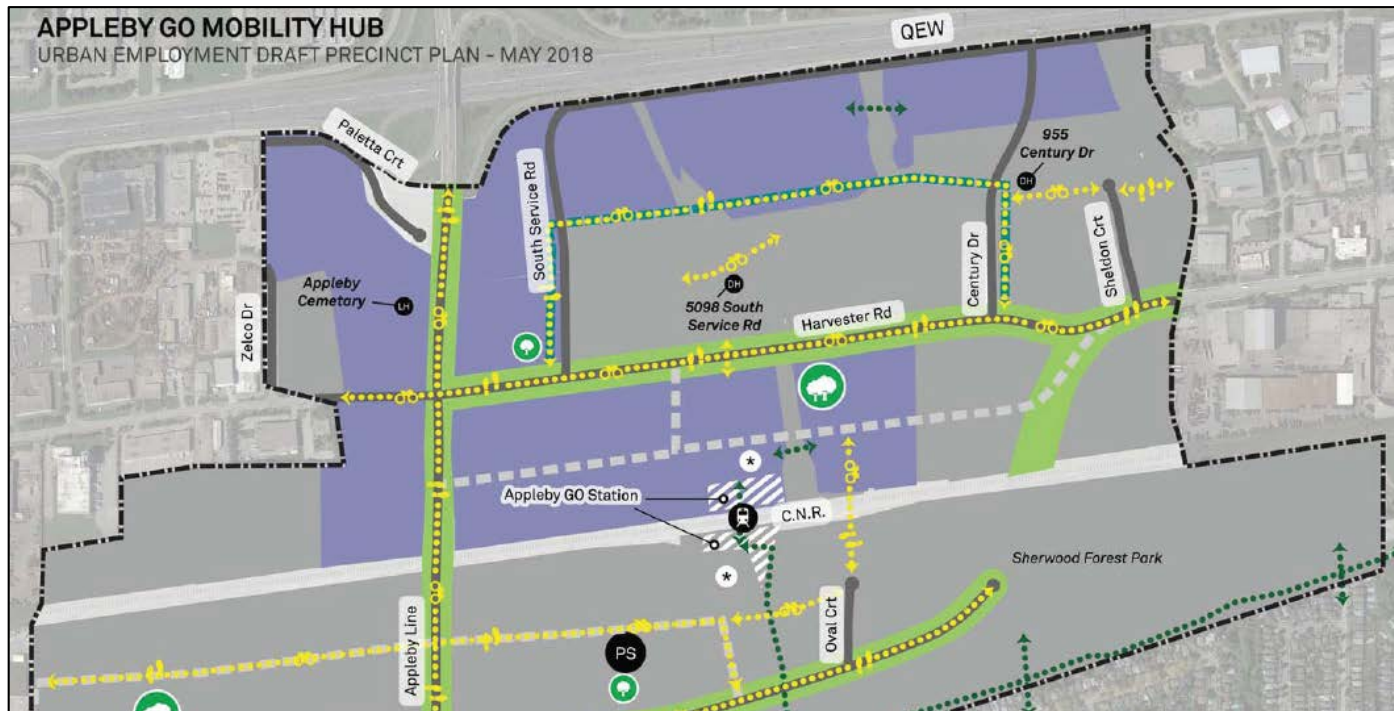 APPLEBY GO MOBILITY HUB
URBAN EMPLOYMENT DRAFT PRECINCT PLAN - MAY 2018
QEW
Paletta Crt
955
Century Dr
DH
South Service Rd
Sheldon Crt
Century Dr
Appleby
Cemetary
LH
DH
5098 South
Service Rd
Zelco Dr
Harvester Rd
*
Appleby GO Station
C.N.R.
*
Sherwood Forest Park
Appleby Line
Oval Crt
PS